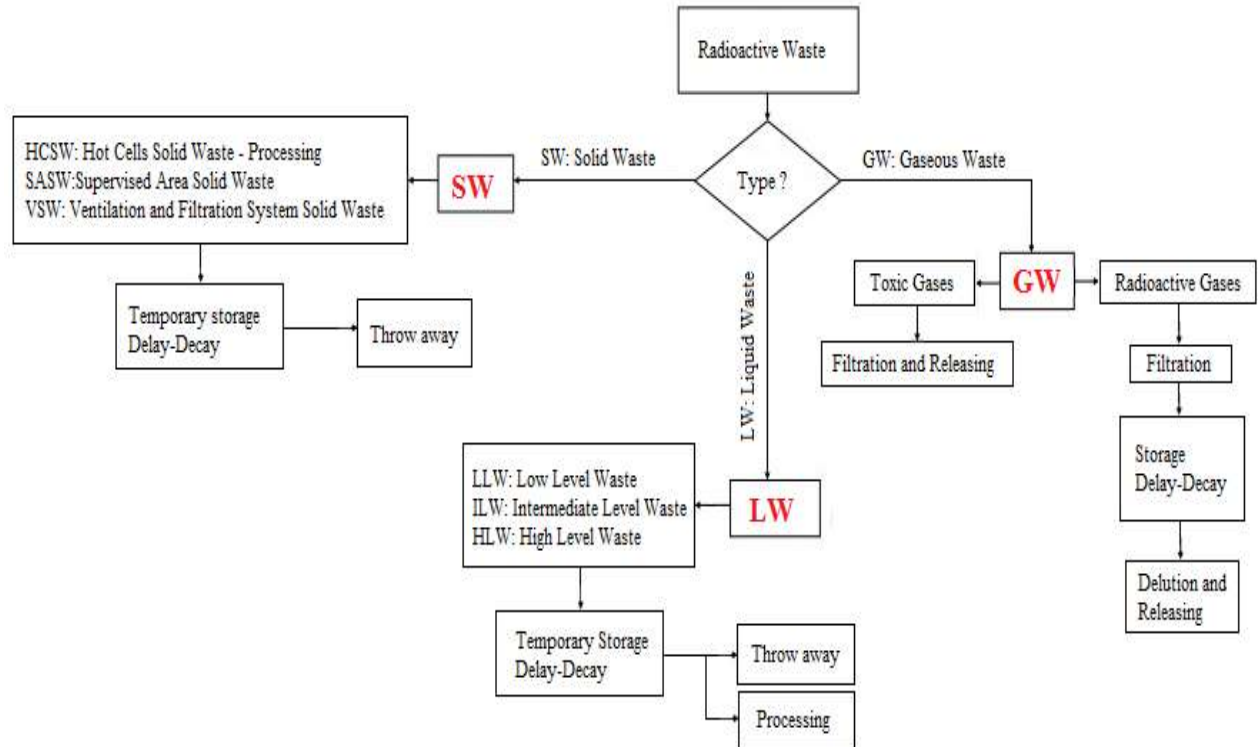 Radioactive Waste
Type ?
SW: Solid Waste
GW: Gaseous Waste
LW: Liquid Waste
SW
HCSW: Hot Cells Solid Waste - Processing
SASW:Supervised Area Solid Waste
VSW: Ventilation and Filtration System Solid Waste
Temporary storage
Delay-Decay
Throw away
GW
Toxic Gases
Filtration and Releasing
Radioactive Gases
Filtration
Storage
Delay-Decay
Delution and
Releasing
LW
LLW: Low Level Waste
ILW: Intermediate Level Waste
HLW: High Level Waste
Temporary Storage
Delay-Decay
Throw away
Processing